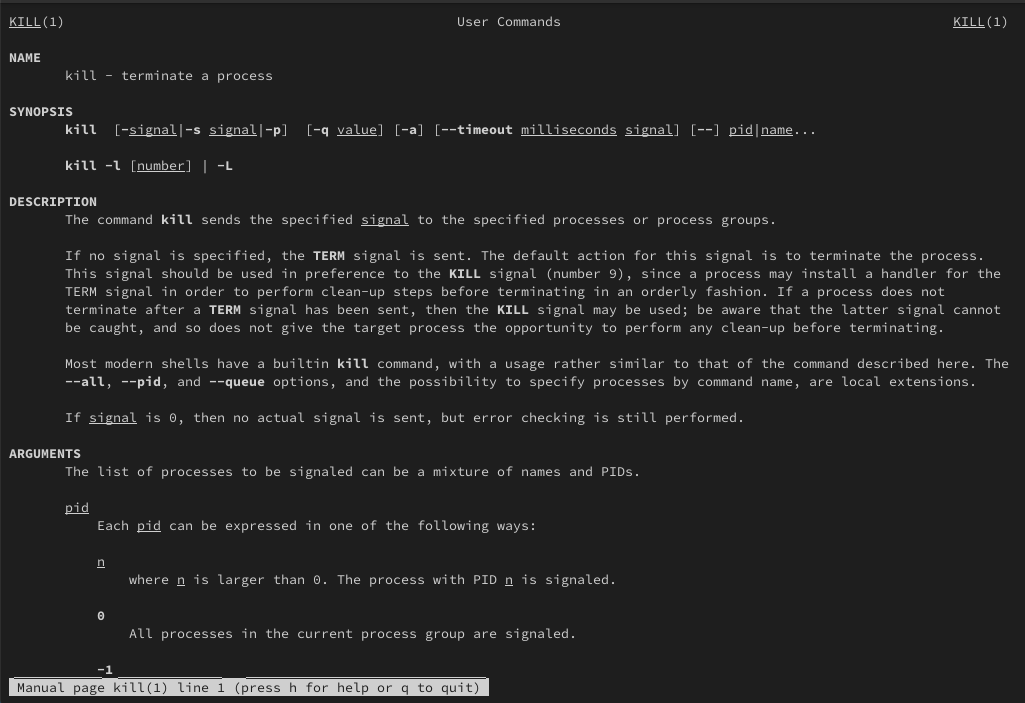 KILL(1) User Commands KILL(1)
NAME
kill - terminate a process
SYNOPSIS
kill [-signal|-s signal|-p] [-q value] [-a] [--timeout milliseconds signal] [--] pid|name...
kill -l [number] | -L
DESCRIPTION
The command kill sends the specified signal to the specified processes or process groups.
If no signal is specified, the TERM signal is sent. The default action for this signal is to terminate the process.
This signal should be used in preference to the KILL signal (number 9), since a process may install a handler for the
TERM signal in order to perform clean-up steps before terminating in an orderly fashion. If a process does not
terminate after a TERM signal has been sent, then the KILL signal may be used; be aware that the latter signal cannot
be caught, and so does not give the target process the opportunity to perform any clean-up before terminating.
Most modern shells have a builtin kill command, with a usage rather similar to that of the command described here. The
--all, --pid, and --queue options, and the possibility to specify processes by command name, are local extensions.
If signal is 0, then no actual signal is sent, but error checking is still performed.
ARGUMENTS
The list of processes to be signaled can be a mixture of names and PIDs.
pid
Each pid can be expressed in one of the following ways:
n
where n is larger than 0. The process with PID n is signaled.
0
All processes in the current process group are signaled.
-1
Manual page kill(1) line 1 (press h for help or q to quit)